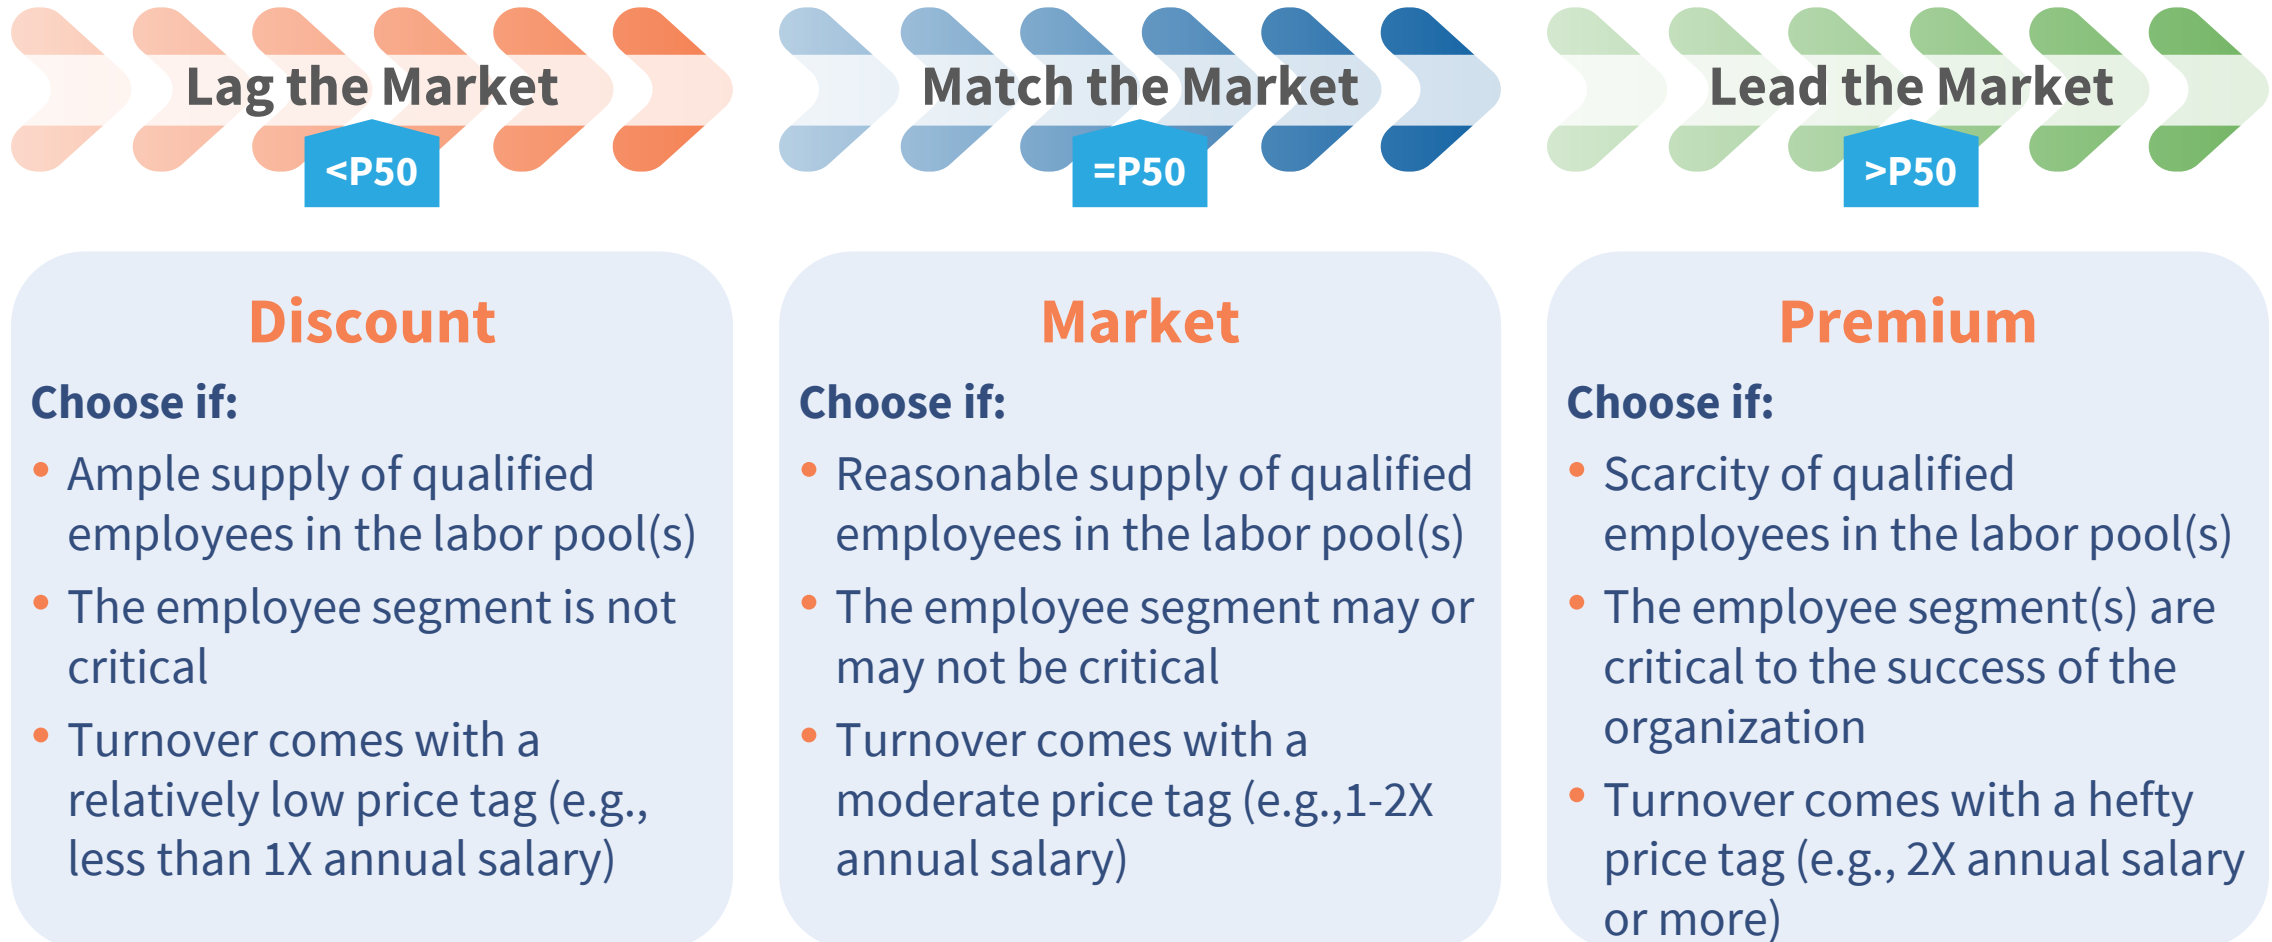 Lag the Market
<P50
Discount
Choose if:
• Ample supply of qualified
employees in the labor pool(s)
• The employee segment is not
critical
• Turnover comes with a
relatively low price tag (e.g.,
less than 1X annual salary)
Match the Market
=P50
Market
Choose if:
• Reasonable supply of qualified
employees in the labor pool(s)
• The employee segment may or
may not be critical
• Turnover comes with a
moderate price tag (e.g.,1-2X
annual salary)
Lead the Market
>P50
Premium
Choose if:
• Scarcity of qualified
employees in the labor pool(s)
• The employee segment(s) are
critical to the success of the
organization
• Turnover comes with a hefty
price tag (e.g., 2X annual salary
or more)